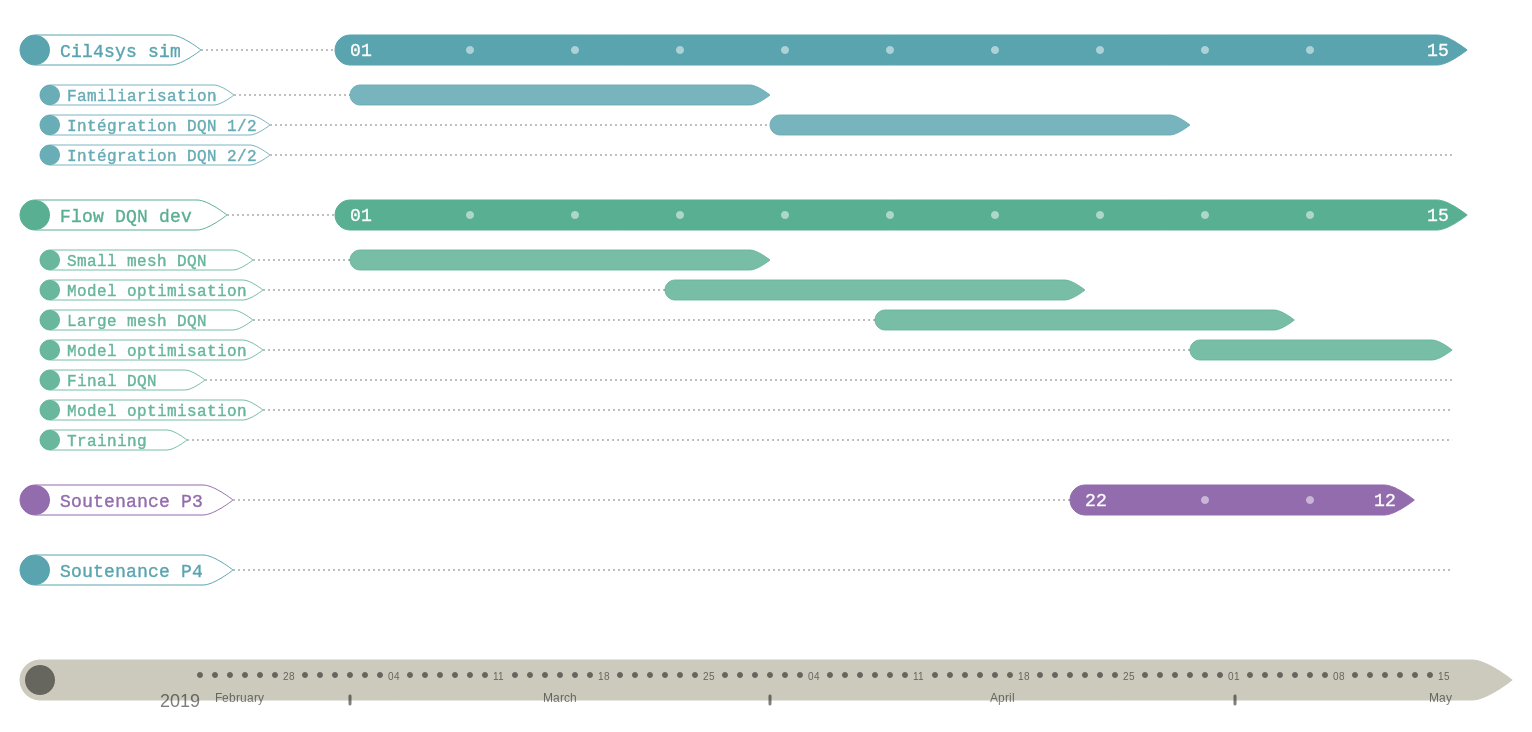 Cil4sys sim 01 15
Familiarisation
Intégration DQN 1/2
Intégration DQN 2/2
Flow DQN dev 01 15
Small mesh DQN
Model optimisation
Large mesh DQN
Model optimisation
Final DQN
Model optimisation
Training
Soutenance P3 22 12
Soutenance P4
28 04 11 18 25 04 11 18 25 01 08 15
2019 February March April May